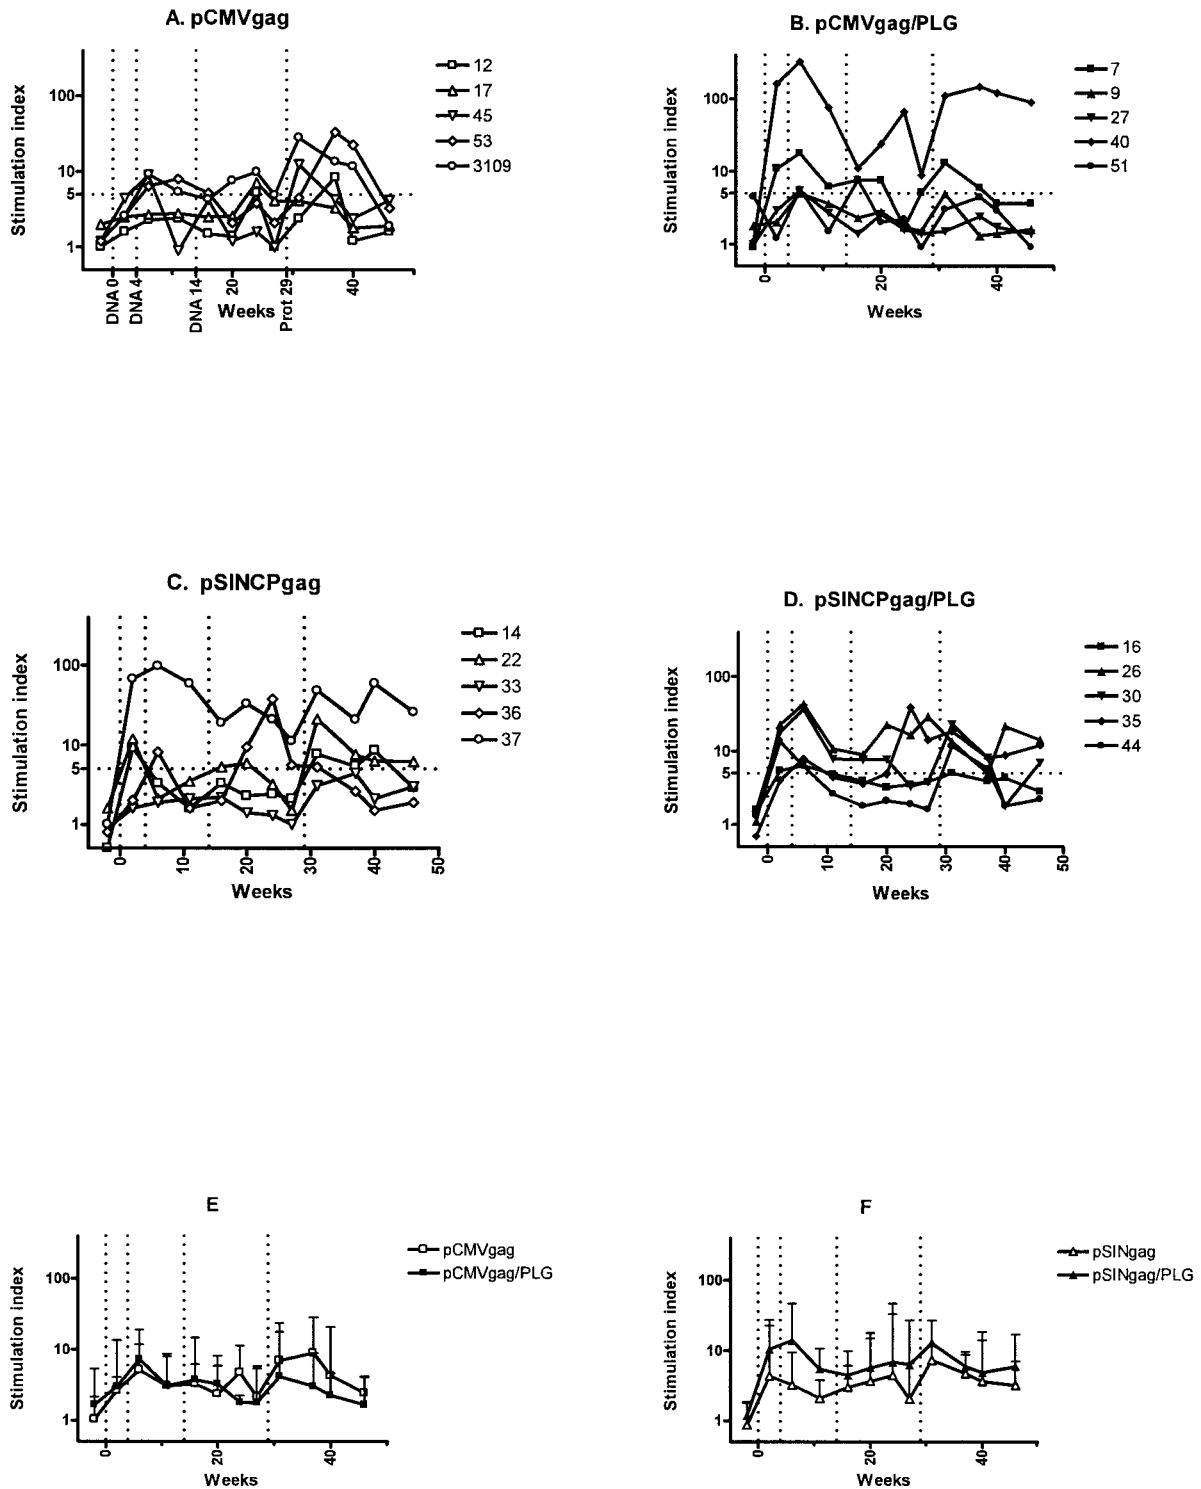 A. pCMVgag
Stimulation index
100
10
5
1
DNA 0
DNA 4
DNA 14
20
Prot 29
40
Weeks
12
17
45
53
3109
B. pCMVgag/PLG
Stimulation index
100
10
5
1
0
20
40
Weeks
7
9
27
40
51
C. pSINCPgag
Stimulation index
100
10
5
1
0
10
20
30
40
50
Weeks
14
22
33
36
37
D. pSINCPgag/PLG
Stimulation index
100
10
5
1
0
10
20
30
40
50
Weeks
16
26
30
35
44
E
Stimulation index
100
10
1
0
20
40
Weeks
pCMVgag
pCMVgag/PLG
F
Stimulation index
100
10
1
0
20
40
Weeks
pSINgag
pSINgag/PLG